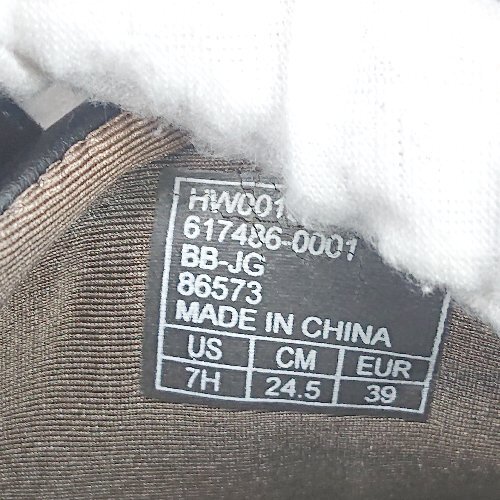 617486-0001
BB-JG
86573
MADE IN CHINA
US CM EUR
7H 24.5 39